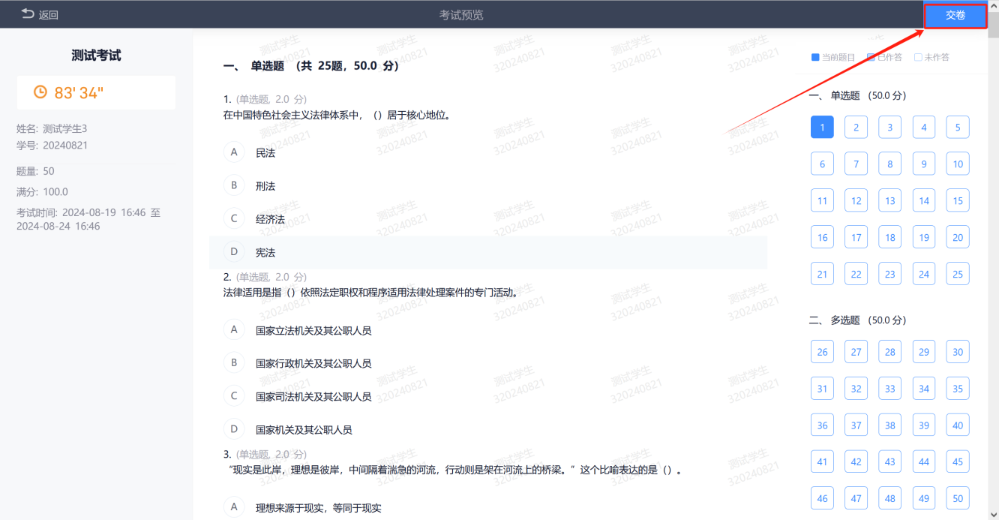 返回
考试预览
交卷
测试考试
83' 34"
姓名: 测试学生3
学号: 20240821
题量: 50
满分: 100.0
考试时间: 2024-08-19 16:46 至
2024-08-24 16:46
一、 单选题 （共 25题，50.0 分）
1. (单选题, 2.0 分)
在中国特色社会主义法律体系中，（）居于核心地位。
A 民法
B 刑法
C 经济法
D 宪法
2. (单选题, 2.0 分)
法律适用是指（）依照法定职权和程序适用法律处理案件的专门活动。
A 国家立法机关及其公职人员
B 国家行政机关及其公职人员
C 国家司法机关及其公职人员
D 国家机关及其公职人员
3. (单选题, 2.0 分)
“现实是此岸，理想是彼岸，中间隔着湍急的河流，行动则是架在河流上的桥梁。”这个比喻表达的是（）。
A 理想来源于现实，等同于现实
当前题目 已作答 未作答
一、 单选题 （50.0 分）
1 2 3 4 5
6 7 8 9 10
11 12 13 14 15
16 17 18 19 20
21 22 23 24 25
二、 多选题 （50.0 分）
26 27 28 29 30
31 32 33 34 35
36 37 38 39 40
41 42 43 44 45
46 47 48 49 50
测试学生
320240821